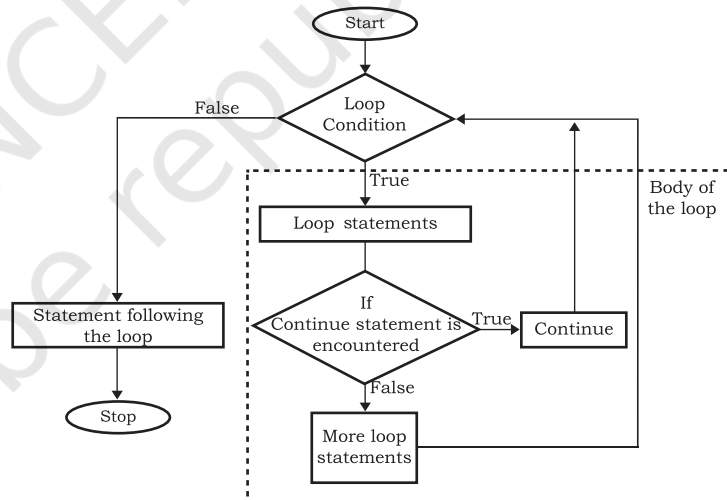 Start
Loop
Condition
False
True
Body of
the loop
Loop statements
If
Continue statement is
encountered
True
Continue
False
More loop
statements
Statement following
the loop
Stop